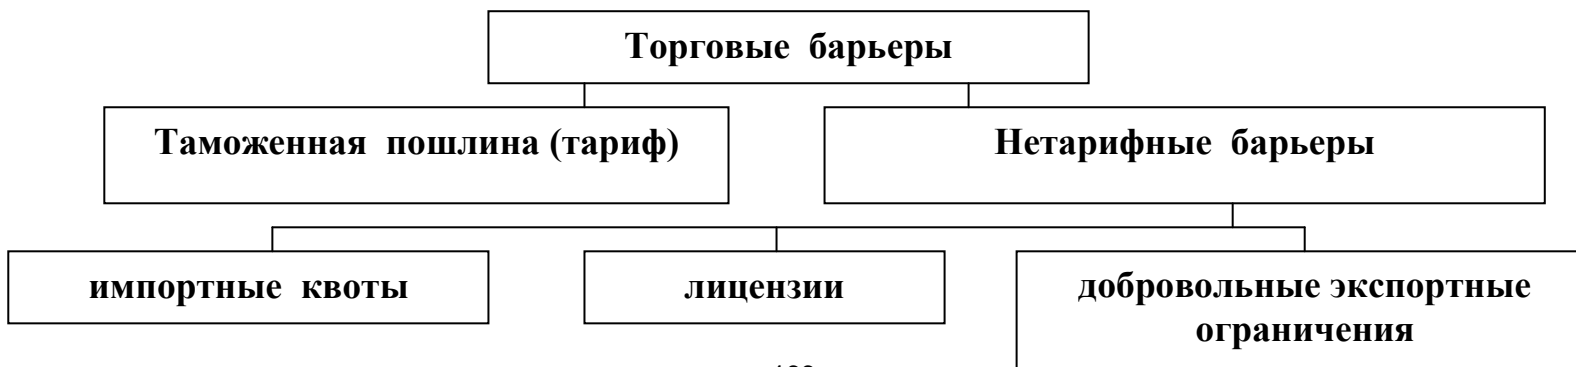 Торговые барьеры
Таможенная пошлина (тариф)
Нетарифные барьеры
импортные квоты
лицензии
добровольные экспортные
ограничения